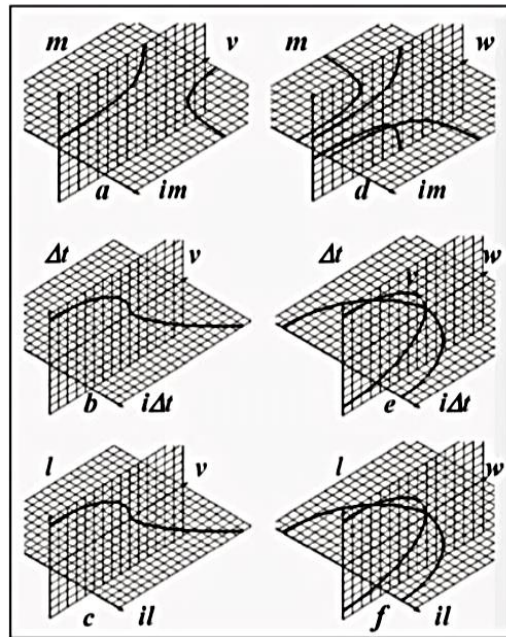 m v m w
a im d im
Δt v Δt v w
b iΔt e iΔt
l v l w
c il f il